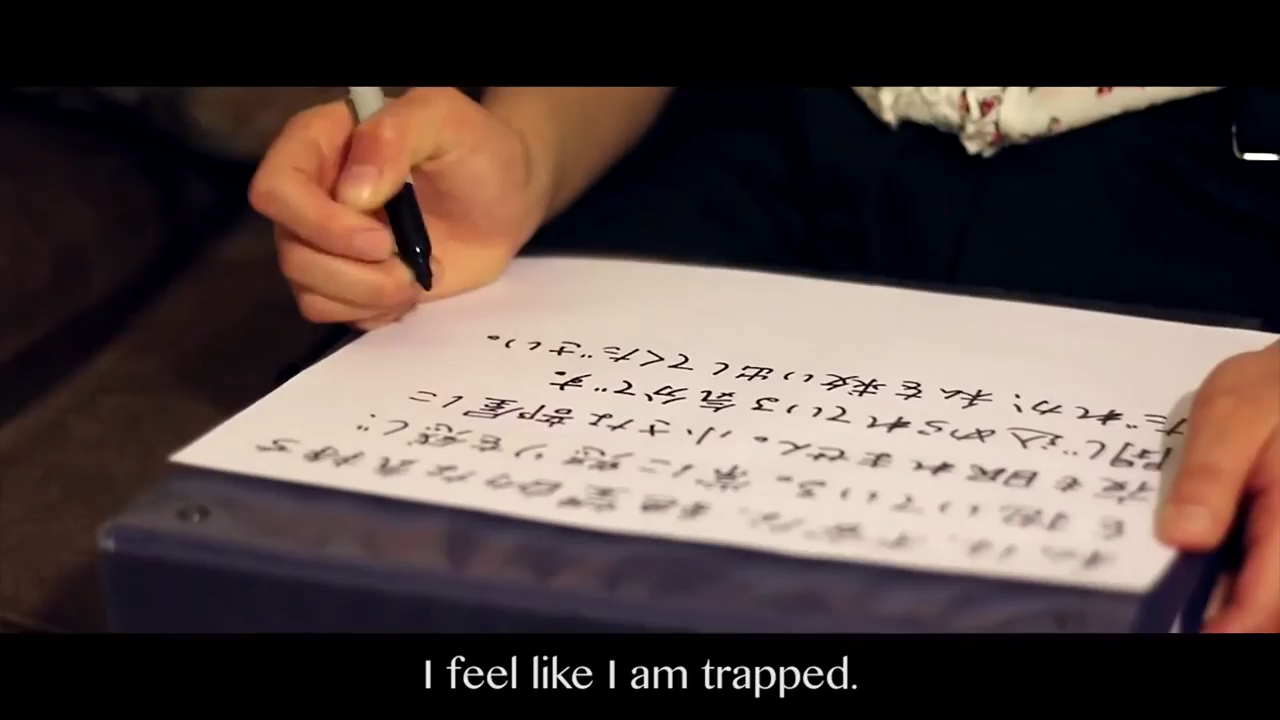 私は、不安な、絶望的な気持ち
を抱いている。常に怒りを感じ、
夜も眠れません。小さな部屋に
閉じ込められている気分です。
だれか、私を救い出してください。
I feel like I am trapped.